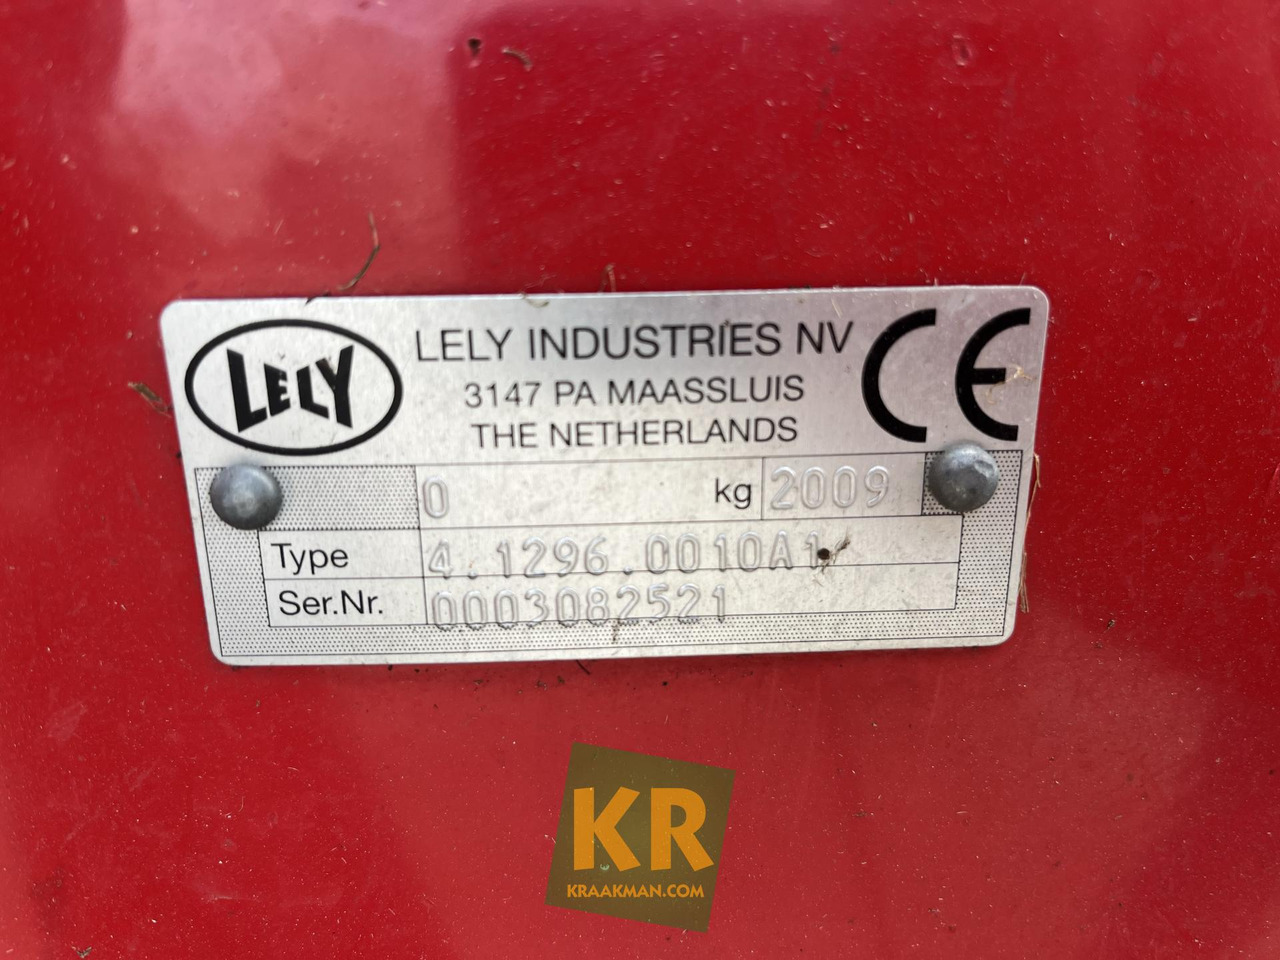 LELY
LELY INDUSTRIES NV
3147 PA MAASSLUIS
THE NETHERLANDS
CE
0 kg 2009
Type 4.1296.0010A1
Ser.Nr. 0003082521
KR
KRAAKMAN.COM